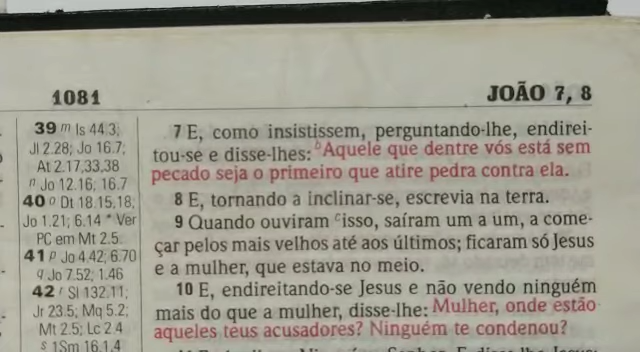 1081
JOÃO 7, 8
39 m Is 44.3;
Jl 2.28; Jo 16.7;
At 2.17,33,38
n Jo 12.16; 16.7
40 o Dt 18.15,18;
Jo 1.21; 6.14 * Ver
PC em Mt 2.5
41 p Jo 4.42; 6.70
q Jo 7.52; 1.46
42 r Sl 132.11;
Jr 23.5; Mq 5.2;
Mt 2.5; Lc 2.4
s 1Sm 16.1,4
7 E, como insistissem, perguntando-lhe, endirei-
tou-se e disse-lhes: b Aquele que dentre vós está sem
pecado seja o primeiro que atire pedra contra ela.
8 E, tornando a inclinar-se, escrevia na terra.
9 Quando ouviram c isso, saíram um a um, a come-
çar pelos mais velhos até aos últimos; ficaram só Jesus
e a mulher, que estava no meio.
10 E, endireitando-se Jesus e não vendo ninguém
mais do que a mulher, disse-lhe: Mulher, onde estão
aqueles teus acusadores? Ninguém te condenou?